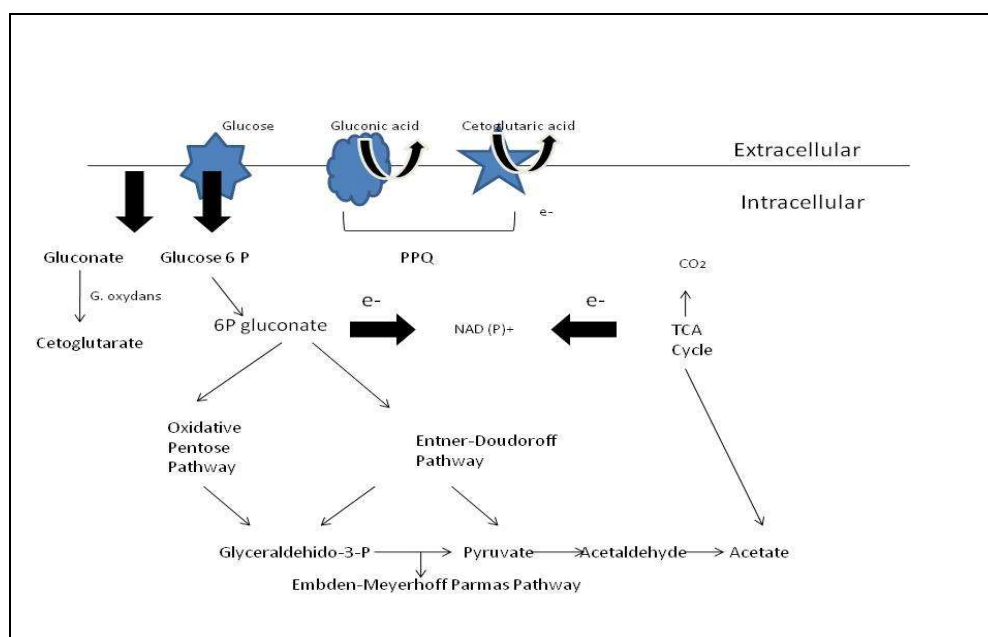 Glucose
Gluconic acid
Cetoglutaric acid
Extracellular
Intracellular
e-
Gluconate
Glucose 6 P
PPQ
CO2
G. oxydans
e-
e-
6P gluconate
NAD (P)+
TCA
Cycle
Cetoglutarate
Oxidative
Pentose
Pathway
Entner-Doudoroff
Pathway
Glyceraldehido-3-P
Pyruvate
Acetaldehyde
Acetate
Embden-Meyerhoff Parmas Pathway